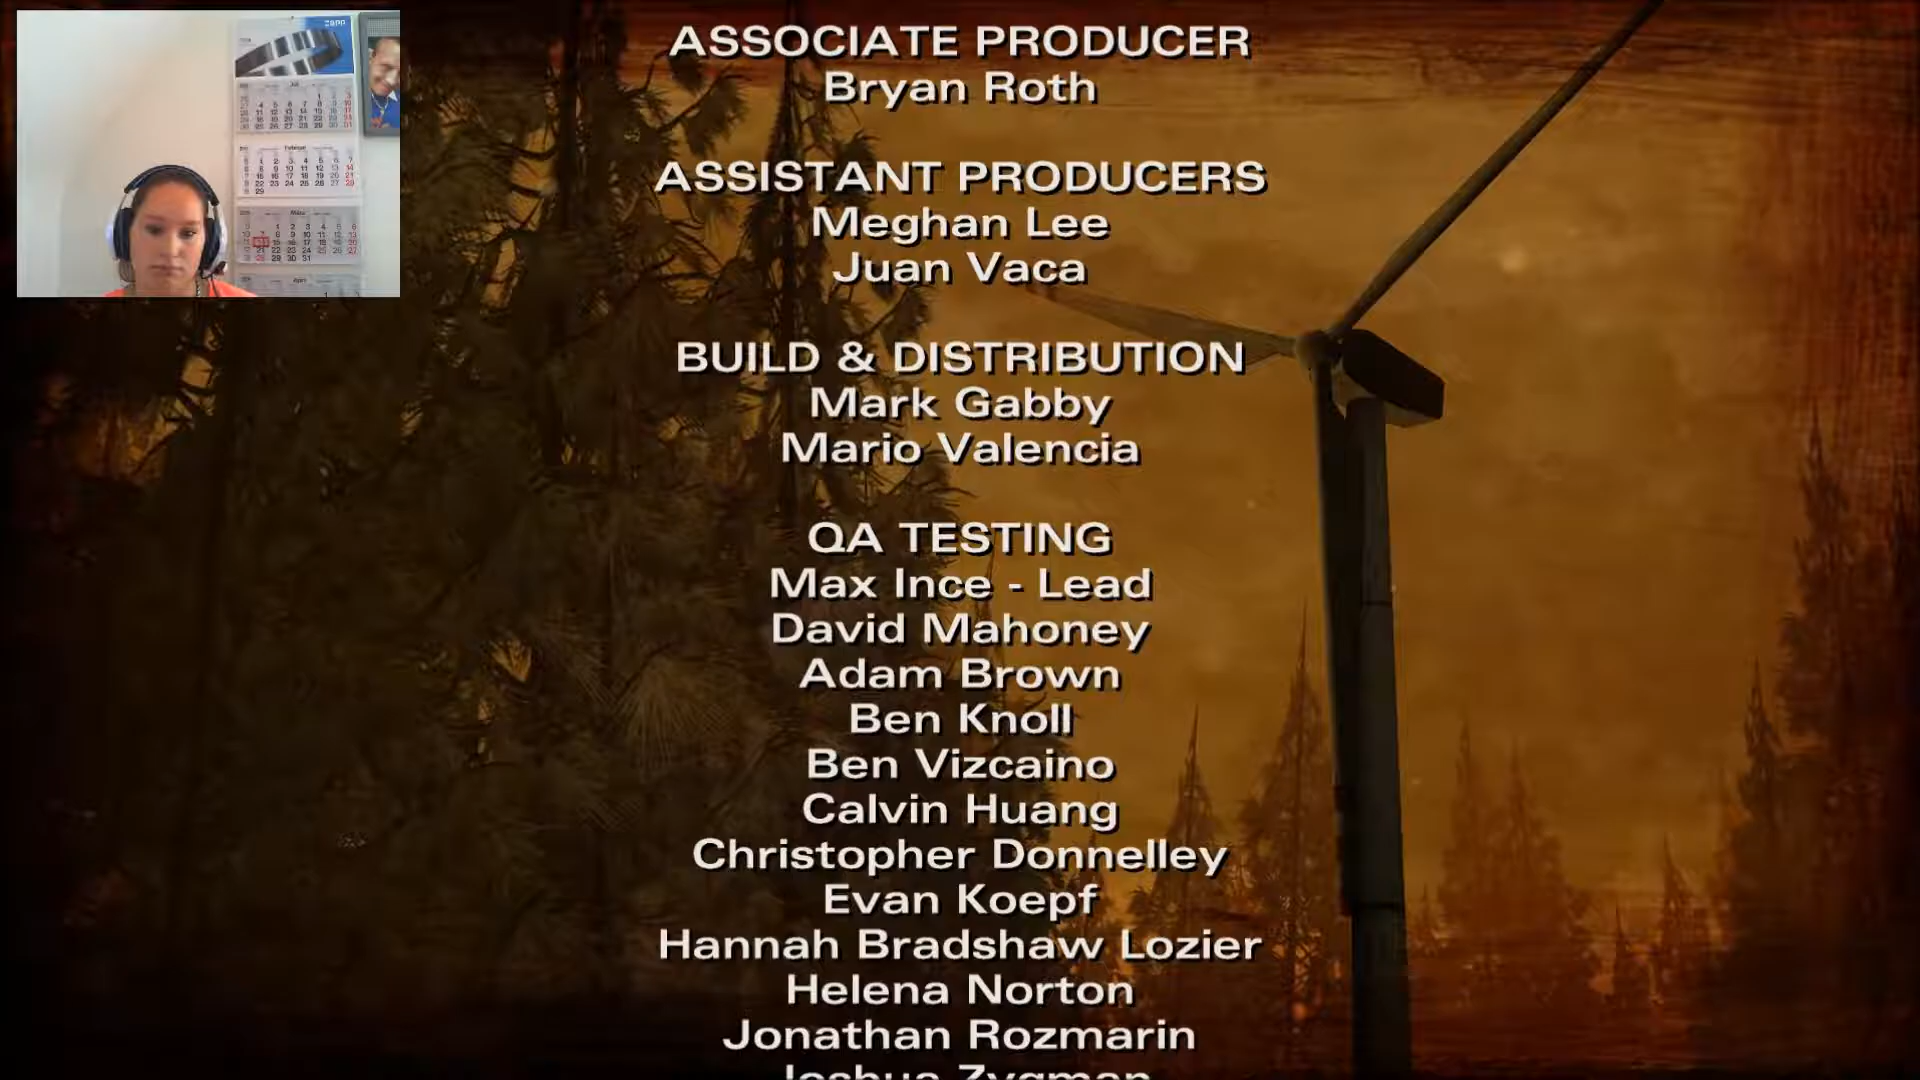 ASSOCIATE PRODUCER
Bryan Roth
ASSISTANT PRODUCERS
Meghan Lee
Juan Vaca
BUILD & DISTRIBUTION
Mark Gabby
Mario Valencia
QA TESTING
Max Ince - Lead
David Mahoney
Adam Brown
Ben Knoll
Ben Vizcaino
Calvin Huang
Christopher Donnelley
Evan Koepf
Hannah Bradshaw Lozier
Helena Norton
Jonathan Rozmarin
Joshua Zygman